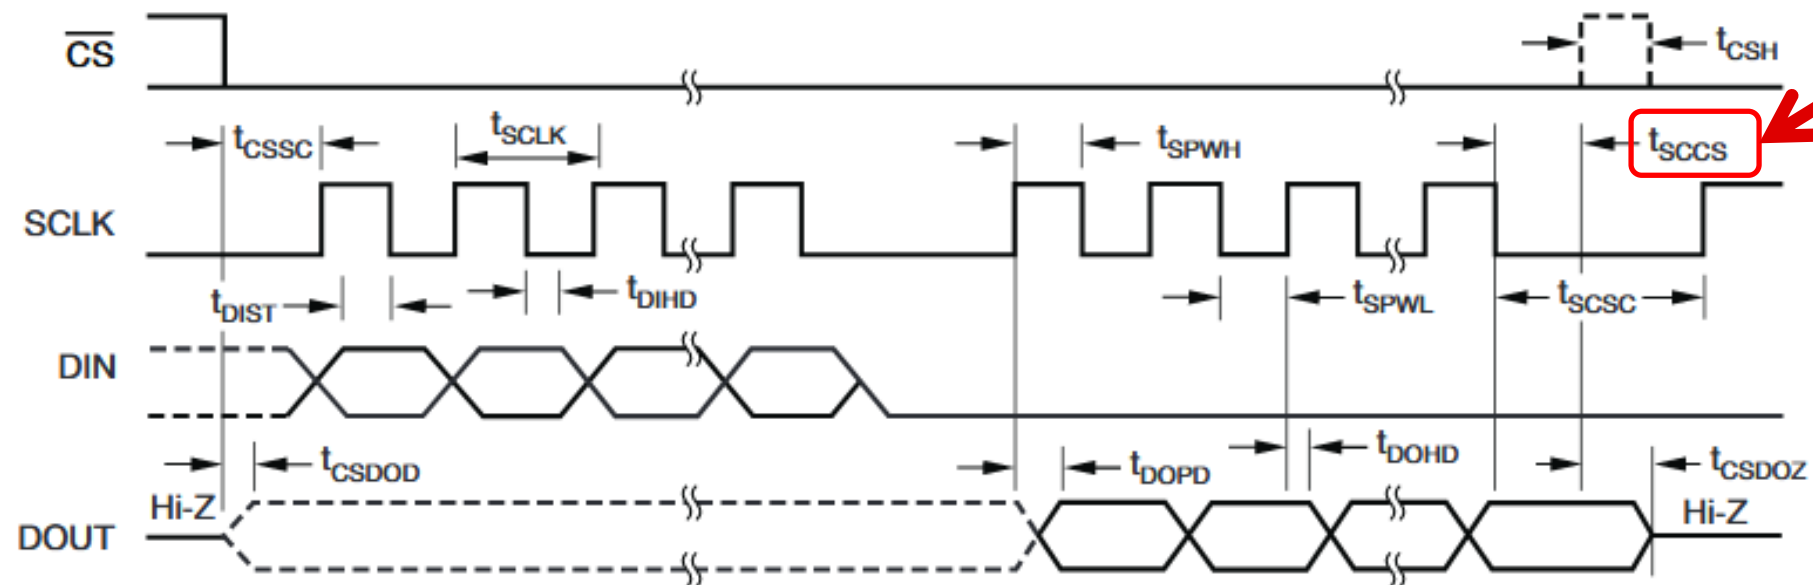 CS
tCSH
tCSSC
tSCLK
tSPWH
tSCCS
SCLK
tDIST
tDIHD
tSPWL
tSCSC
DIN
tCSDOD
tDOPD
tDOHD
tCSDOZ
Hi-Z
Hi-Z
DOUT